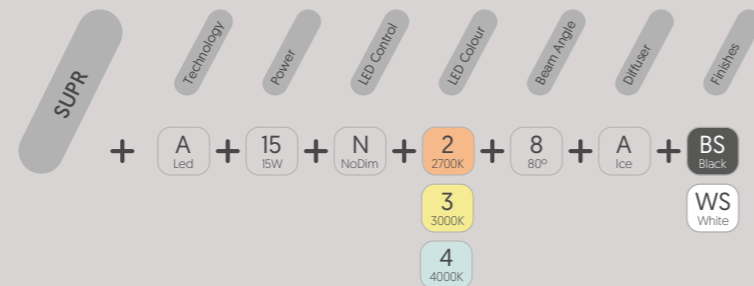 SUPR
Technology
Power
LED Control
LED Colour
Beam Angle
Diffuser
Finishes
+ A + 15 + N + 2 + 8 + A + BS
Led 15W NoDim 2700K 80º Ice Black
3 WS
3000K White
4
4000K